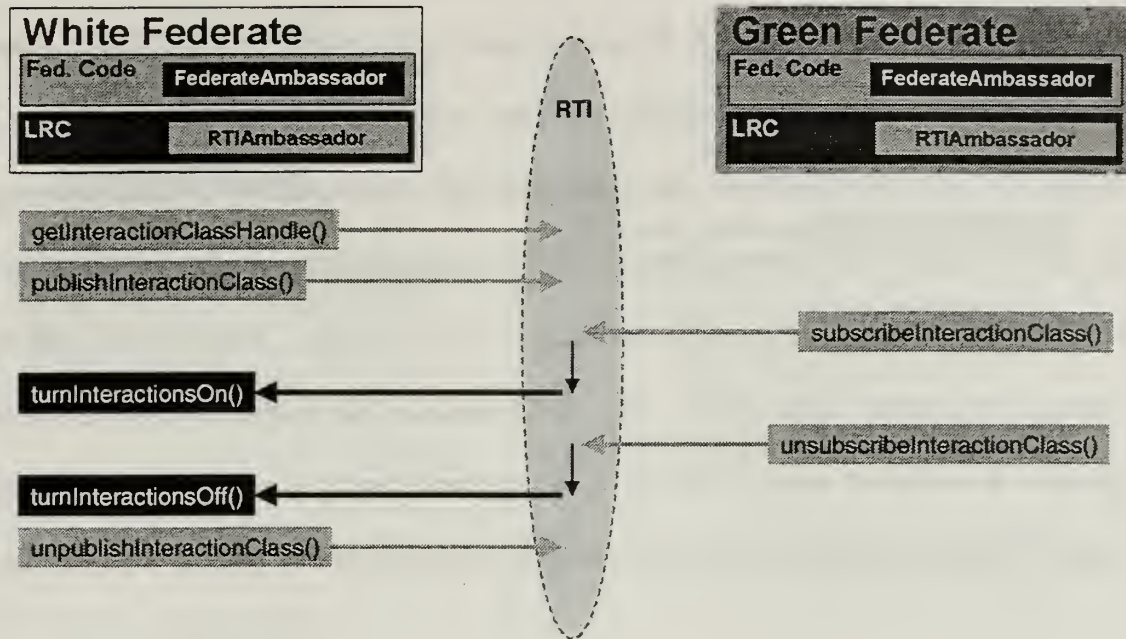 White Federate
Fed. Code
FederateAmbassador
LRC
RTIAmbassador
RTI
Green Federate
Fed. Code
FederateAmbassador
LRC
RTIAmbassador
getInteractionClassHandle()
publishInteractionClass()
subscribeInteractionClass()
turnInteractionsOn()
unsubscribeInteractionClass()
turnInteractionsOff()
unpublishInteractionClass()